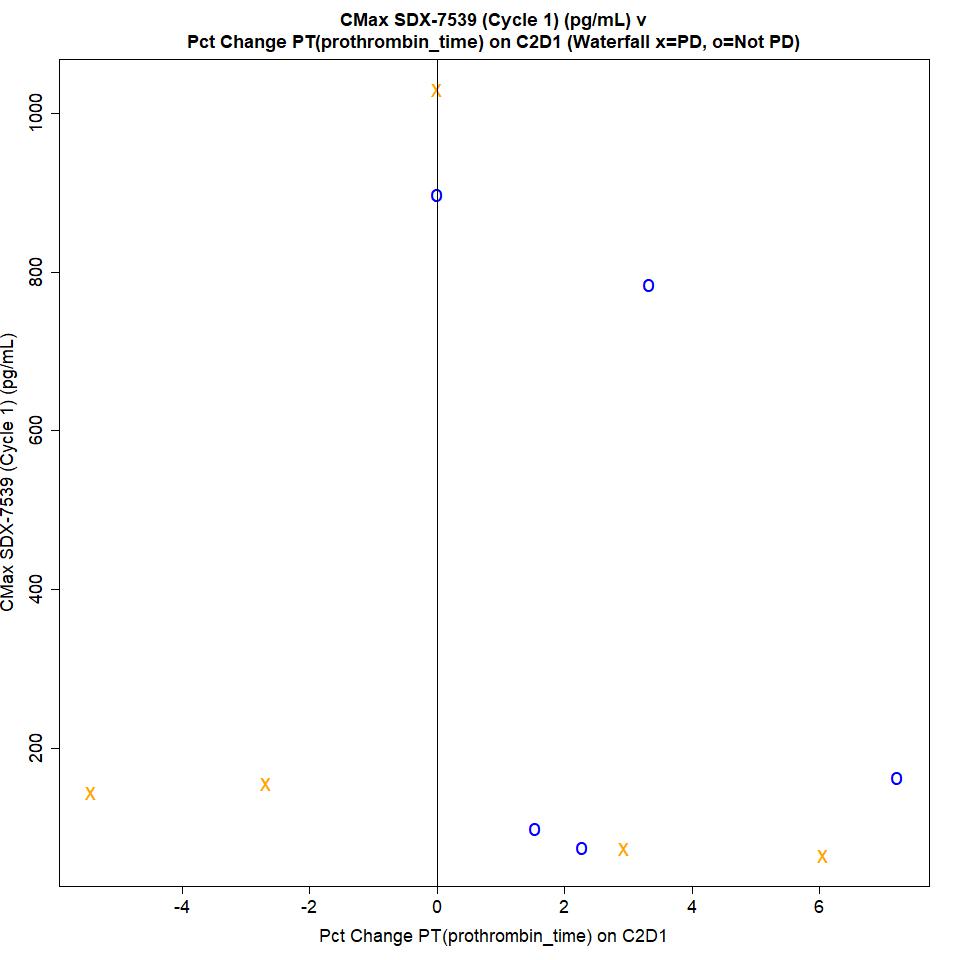 CMax SDX-7539 (Cycle 1) (pg/mL) v
Pct Change PT(prothrombin_time) on C2D1 (Waterfall x=PD, o=Not PD)
CMax SDX-7539 (Cycle 1) (pg/mL)
1000
800
600
400
200
x
o
o
x
x
o
o
o
x
x
-4
-2
0
2
4
6
Pct Change PT(prothrombin_time) on C2D1